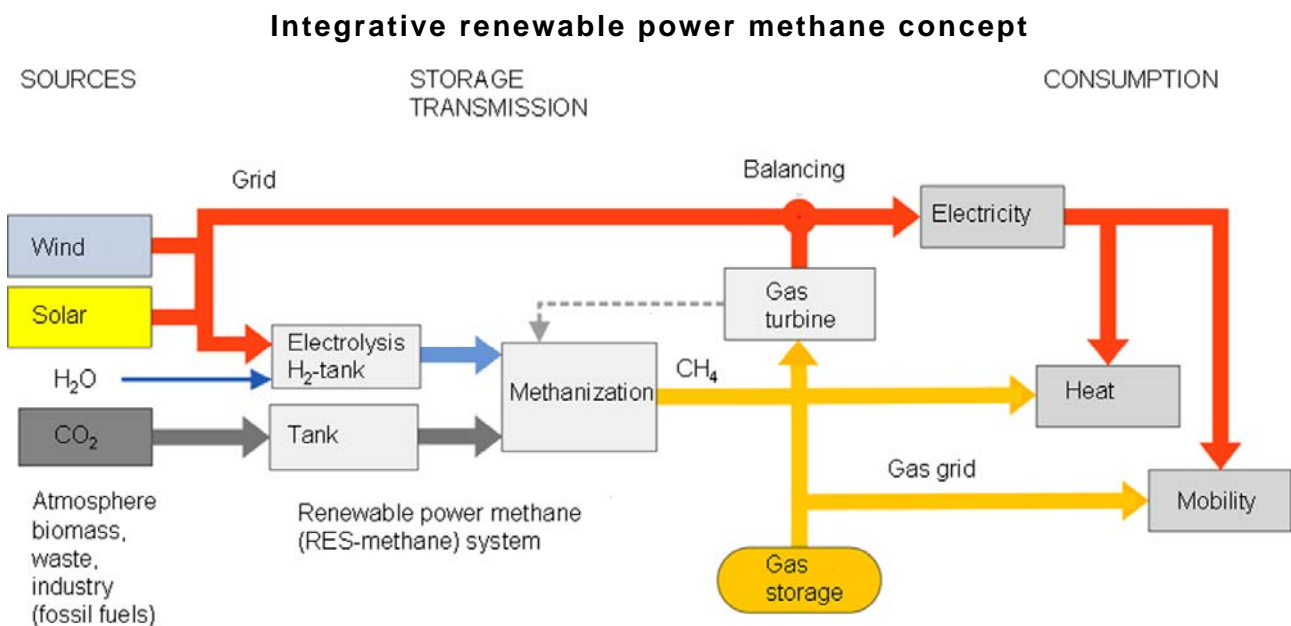 Integrative renewable power methane concept
SOURCES
STORAGE
TRANSMISSION
CONSUMPTION
Grid
Balancing
Wind
Electricity
Solar
Gas
turbine
Electrolysis
H₂-tank
H₂O
Methanization
CH₄
Heat
CO₂
Tank
Gas grid
Mobility
Atmosphere
biomass,
waste,
industry
(fossil fuels)
Renewable power methane
(RES-methane) system
Gas
storage